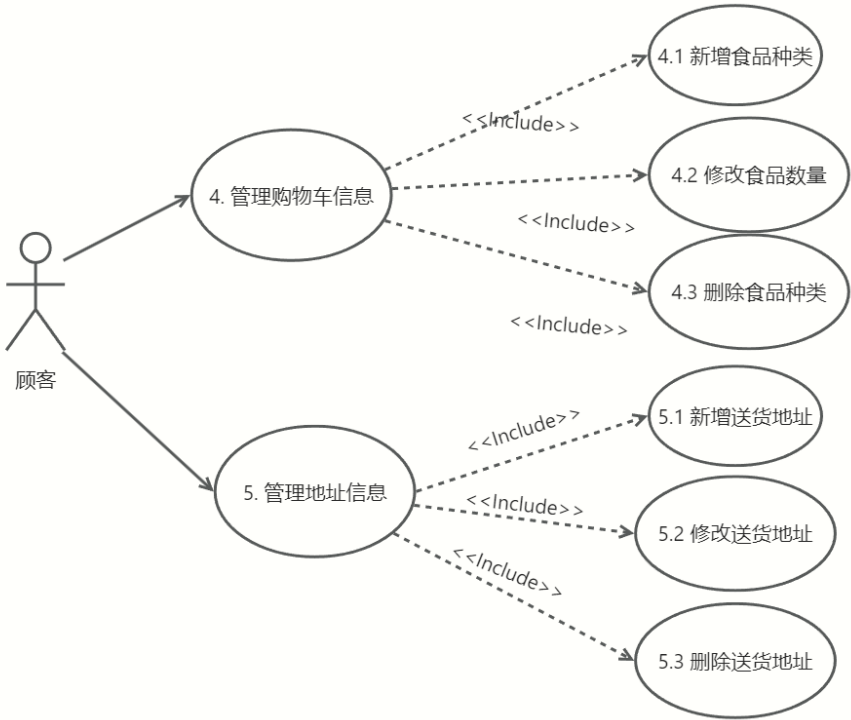 4.1 新增食品种类
<<Include>>
4. 管理购物车信息
4.2 修改食品数量
<<Include>>
4.3 删除食品种类
<<Include>>
顾客
5.1 新增送货地址
<<Include>>
5. 管理地址信息
<<Include>>
5.2 修改送货地址
<<Include>>
5.3 删除送货地址